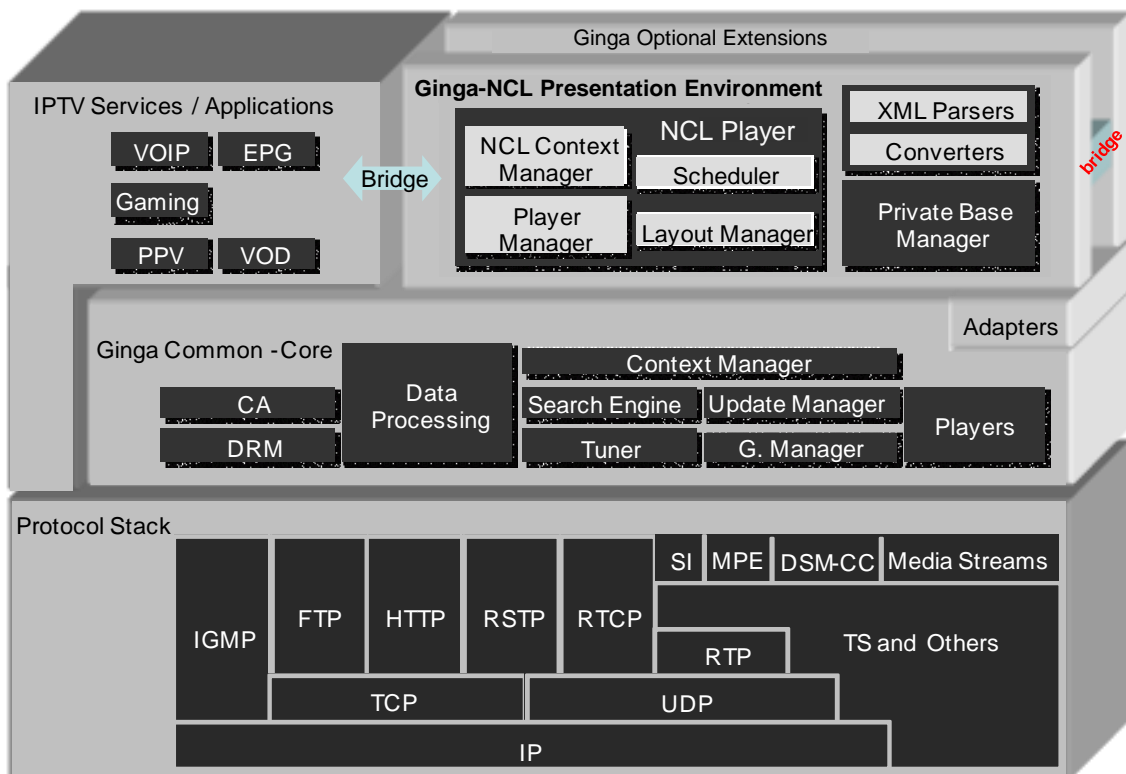 Ginga Optional Extensions
IPTV Services / Applications
VOIP
EPG
Gaming
PPV
VOD
Bridge
Ginga-NCL Presentation Environment
NCL Player
NCL Context
Manager
Scheduler
Player
Manager
Layout Manager
XML Parsers
Converters
Private Base
Manager
bridge
Adapters
Ginga Common -Core
CA
DRM
Data
Processing
Context Manager
Search Engine
Update Manager
Tuner
G. Manager
Players
Protocol Stack
IGMP
FTP
HTTP
RSTP
RTCP
SI
MPE
DSM-CC
Media Streams
TS and Others
RTP
TCP
UDP
IP